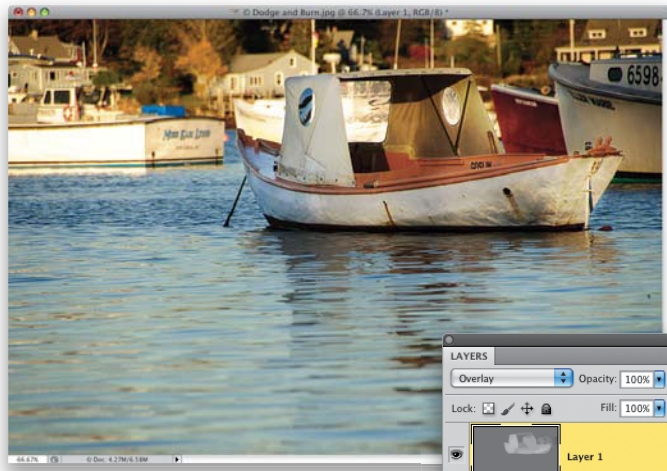 © Dodge and Burn.jpg @ 66.7% (Layer 1, RGB/8) *
6598
66.67%
© Doc: 4.27M/6.58M
LAYERS
Overlay
Opacity: 100%
Lock:
Fill: 100%
Layer 1